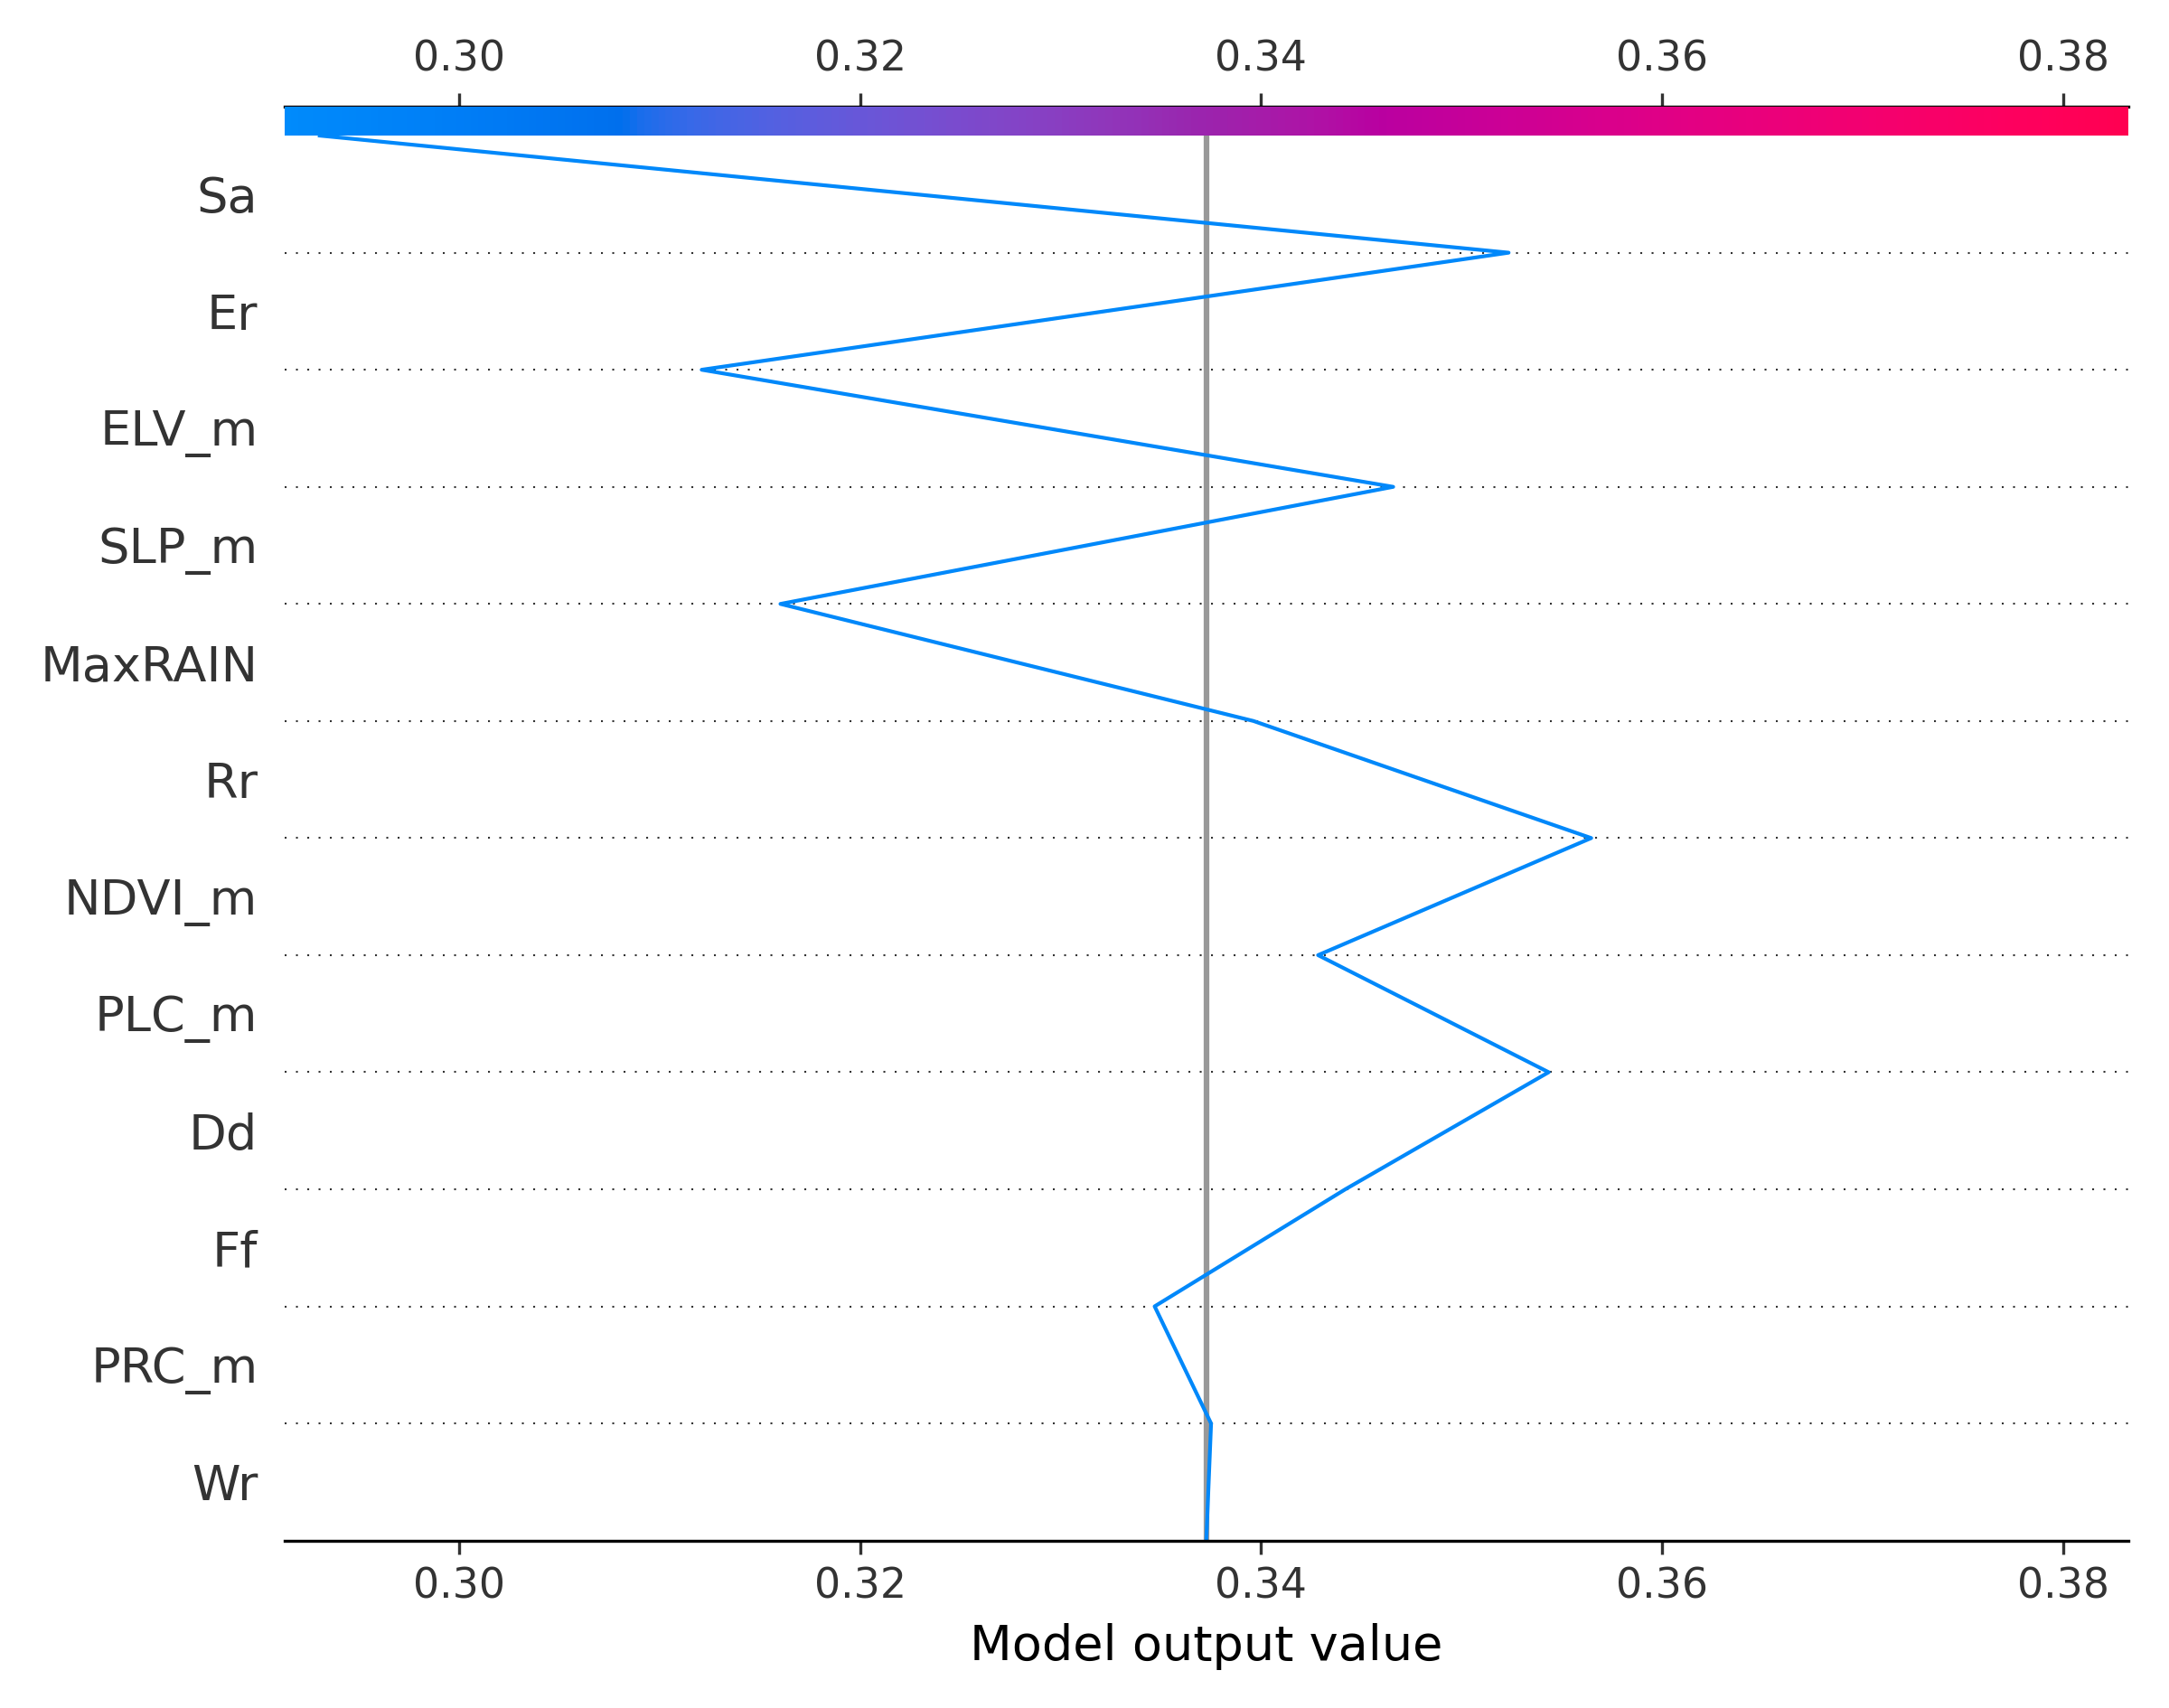 0.30 0.32 0.34 0.36 0.38
Sa
Er
ELV_m
SLP_m
MaxRAIN
Rr
NDVI_m
PLC_m
Dd
Ff
PRC_m
Wr
0.30 0.32 0.34 0.36 0.38
Model output value